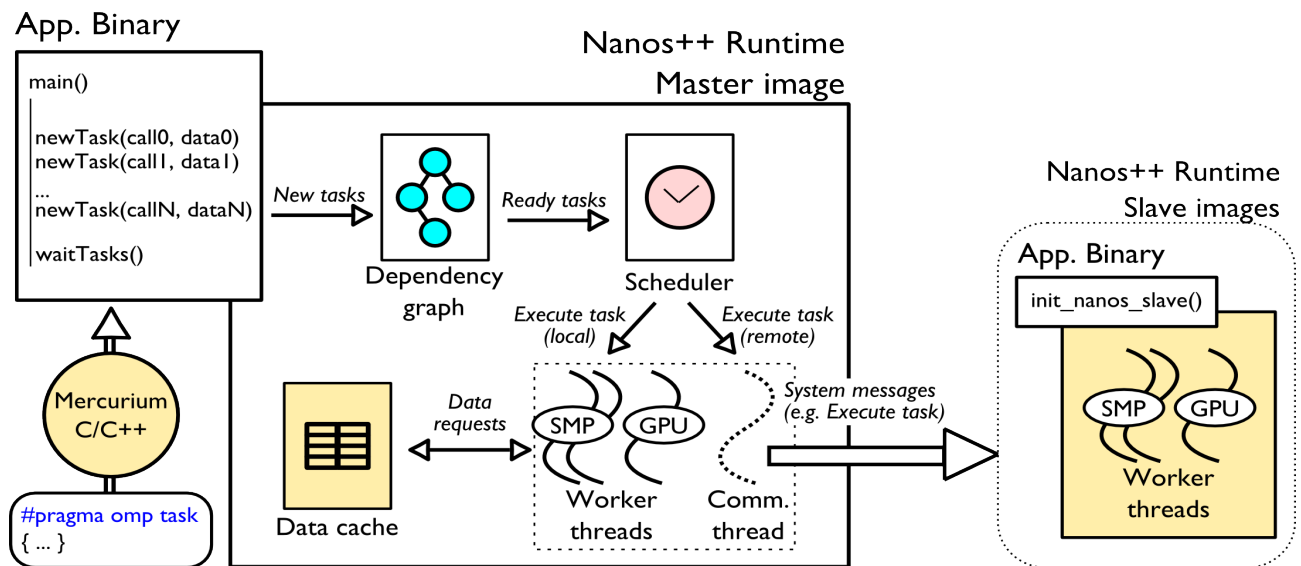 App. Binary
main()
newTask(call0, data0)
newTask(call1, data1)
...
newTask(callN, dataN)
waitTasks()
Mercurium
C/C++
#pragma omp task
{ ... }
Nanos++ Runtime
Master image
New tasks
Dependency
graph
Ready tasks
Scheduler
Execute task
(local)
Execute task
(remote)
Data cache
Data
requests
SMP
GPU
Worker
threads
Comm.
thread
System messages
(e.g. Execute task)
Nanos++ Runtime
Slave images
App. Binary
init_nanos_slave()
SMP
GPU
Worker
threads